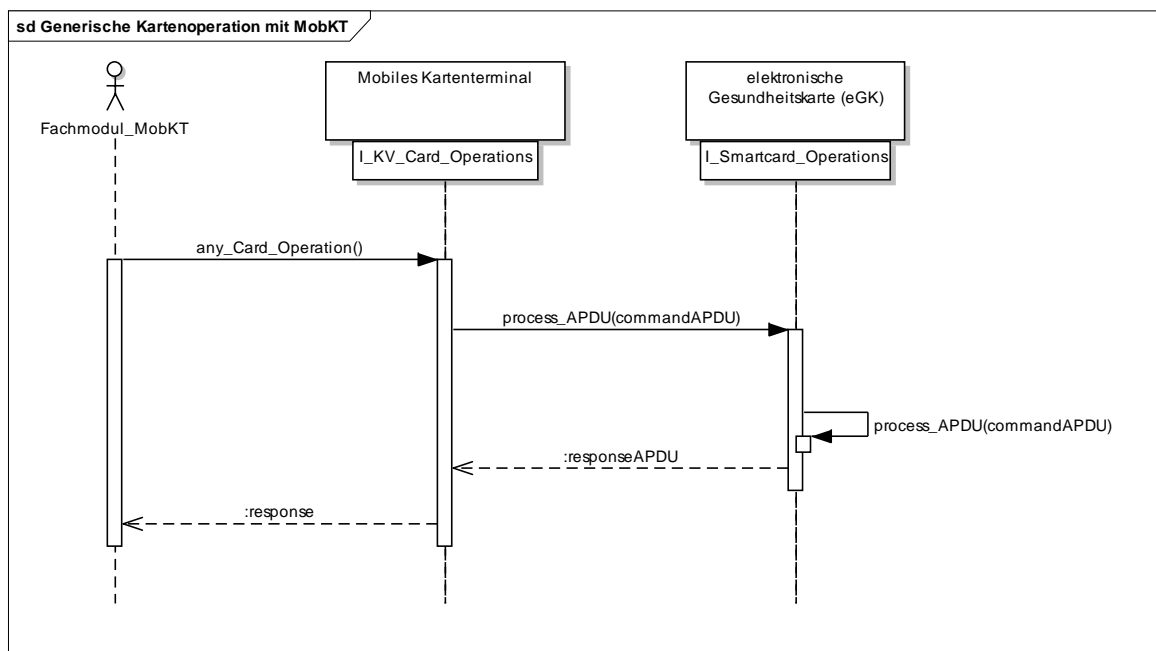 sd Generische Kartenoperation mit MobKT
Fachmodul_MobKT
Mobiles Kartenterminal
I_KV_Card_Operations
elektronische
Gesundheitskarte (eGK)
I_Smartcard_Operations
any_Card_Operation()
process_APDU(commandAPDU)
process_APDU(commandAPDU)
:responseAPDU
:response